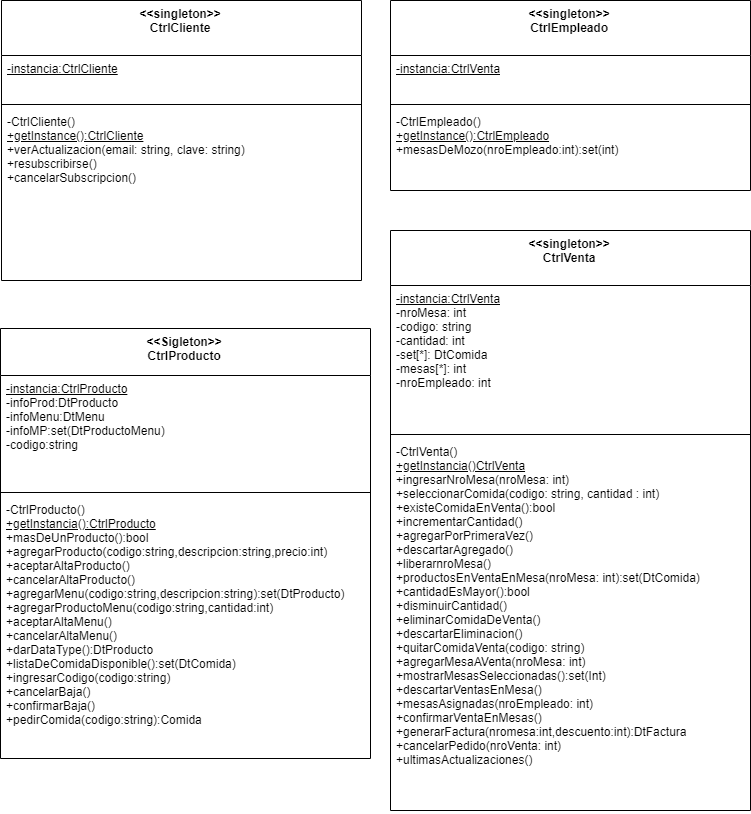 <<singleton>>
CtrlCliente
-instancia:CtrlCliente
-CtrlCliente()
+getInstance():CtrlCliente
+verActualizacion(email: string, clave: string)
+resubscribirse()
+cancelarSubscripcion()
<<singleton>>
CtrlEmpleado
-instancia:CtrlVenta
-CtrlEmpleado()
+getInstance():CtrlEmpleado
+mesasDeMozo(nroEmpleado:int):set(int)
<<Sigleton>>
CtrlProducto
-instancia:CtrlProducto
-infoProd:DtProducto
-infoMenu:DtMenu
-infoMP:set(DtProductoMenu)
-codigo:string
-CtrlProducto()
+getInstancia():CtrlProducto
+masDeUnProducto():bool
+agregarProducto(codigo:string,descripcion:string,precio:int)
+aceptarAltaProducto()
+cancelarAltaProducto()
+agregarMenu(codigo:string,descripcion:string):set(DtProducto)
+agregarProductoMenu(codigo:string,cantidad:int)
+aceptarAltaMenu()
+cancelarAltaMenu()
+darDataType():DtProducto
+listaDeComidaDisponible():set(DtComida)
+ingresarCodigo(codigo:string)
+cancelarBaja()
+confirmarBaja()
+pedirComida(codigo:string):Comida
<<singleton>>
CtrlVenta
-instancia:CtrlVenta
-nroMesa: int
-codigo: string
-cantidad: int
-set[*]: DtComida
-mesas[*]: int
-nroEmpleado: int
-CtrlVenta()
+getInstancia()CtrlVenta
+ingresarNroMesa(nroMesa: int)
+seleccionarComida(codigo: string, cantidad : int)
+existeComidaEnVenta():bool
+incrementarCantidad()
+agregarPorPrimeraVez()
+descartarAgregado()
+liberarnroMesa()
+productosEnVentaEnMesa(nroMesa: int):set(DtComida)
+cantidadEsMayor():bool
+disminuirCantidad()
+eliminarComidaDeVenta()
+descartarEliminacion()
+quitarComidaVenta(codigo: string)
+agregarMesaAVenta(nroMesa: int)
+mostrarMesasSeleccionadas():set(Int)
+descartarVentasEnMesa()
+mesasAsignadas(nroEmpleado: int)
+confirmarVentaEnMesas()
+generarFactura(nromesa:int,descuento:int):DtFactura
+cancelarPedido(nroVenta: int)
+ultimasActualizaciones()